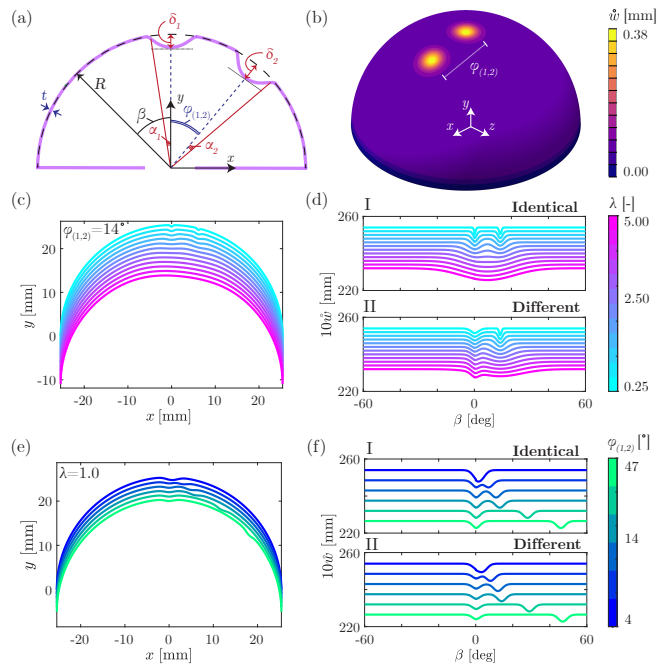 (a)
δ₁
δ₂
t
R
β
y
φ(1,2)
α₁
α₂
x
(b)
φ(1,2)
y
x
z
ẘ [mm]
0.38
0.00
(c)
φ(1,2)=14°
20
10
0
-10
y [mm]
-20
-10
0
10
20
x [mm]
(d)
I
Identical
260
220
II
Different
260
220
10ẘ [mm]
-60
0
60
β [deg]
λ [-]
5.00
2.50
0.25
(e)
λ=1.0
20
10
0
y [mm]
-20
-10
0
10
20
x [mm]
(f)
I
Identical
260
220
II
Different
260
220
10ẘ [mm]
-60
0
60
β [deg]
φ(1,2) [°]
47
14
4